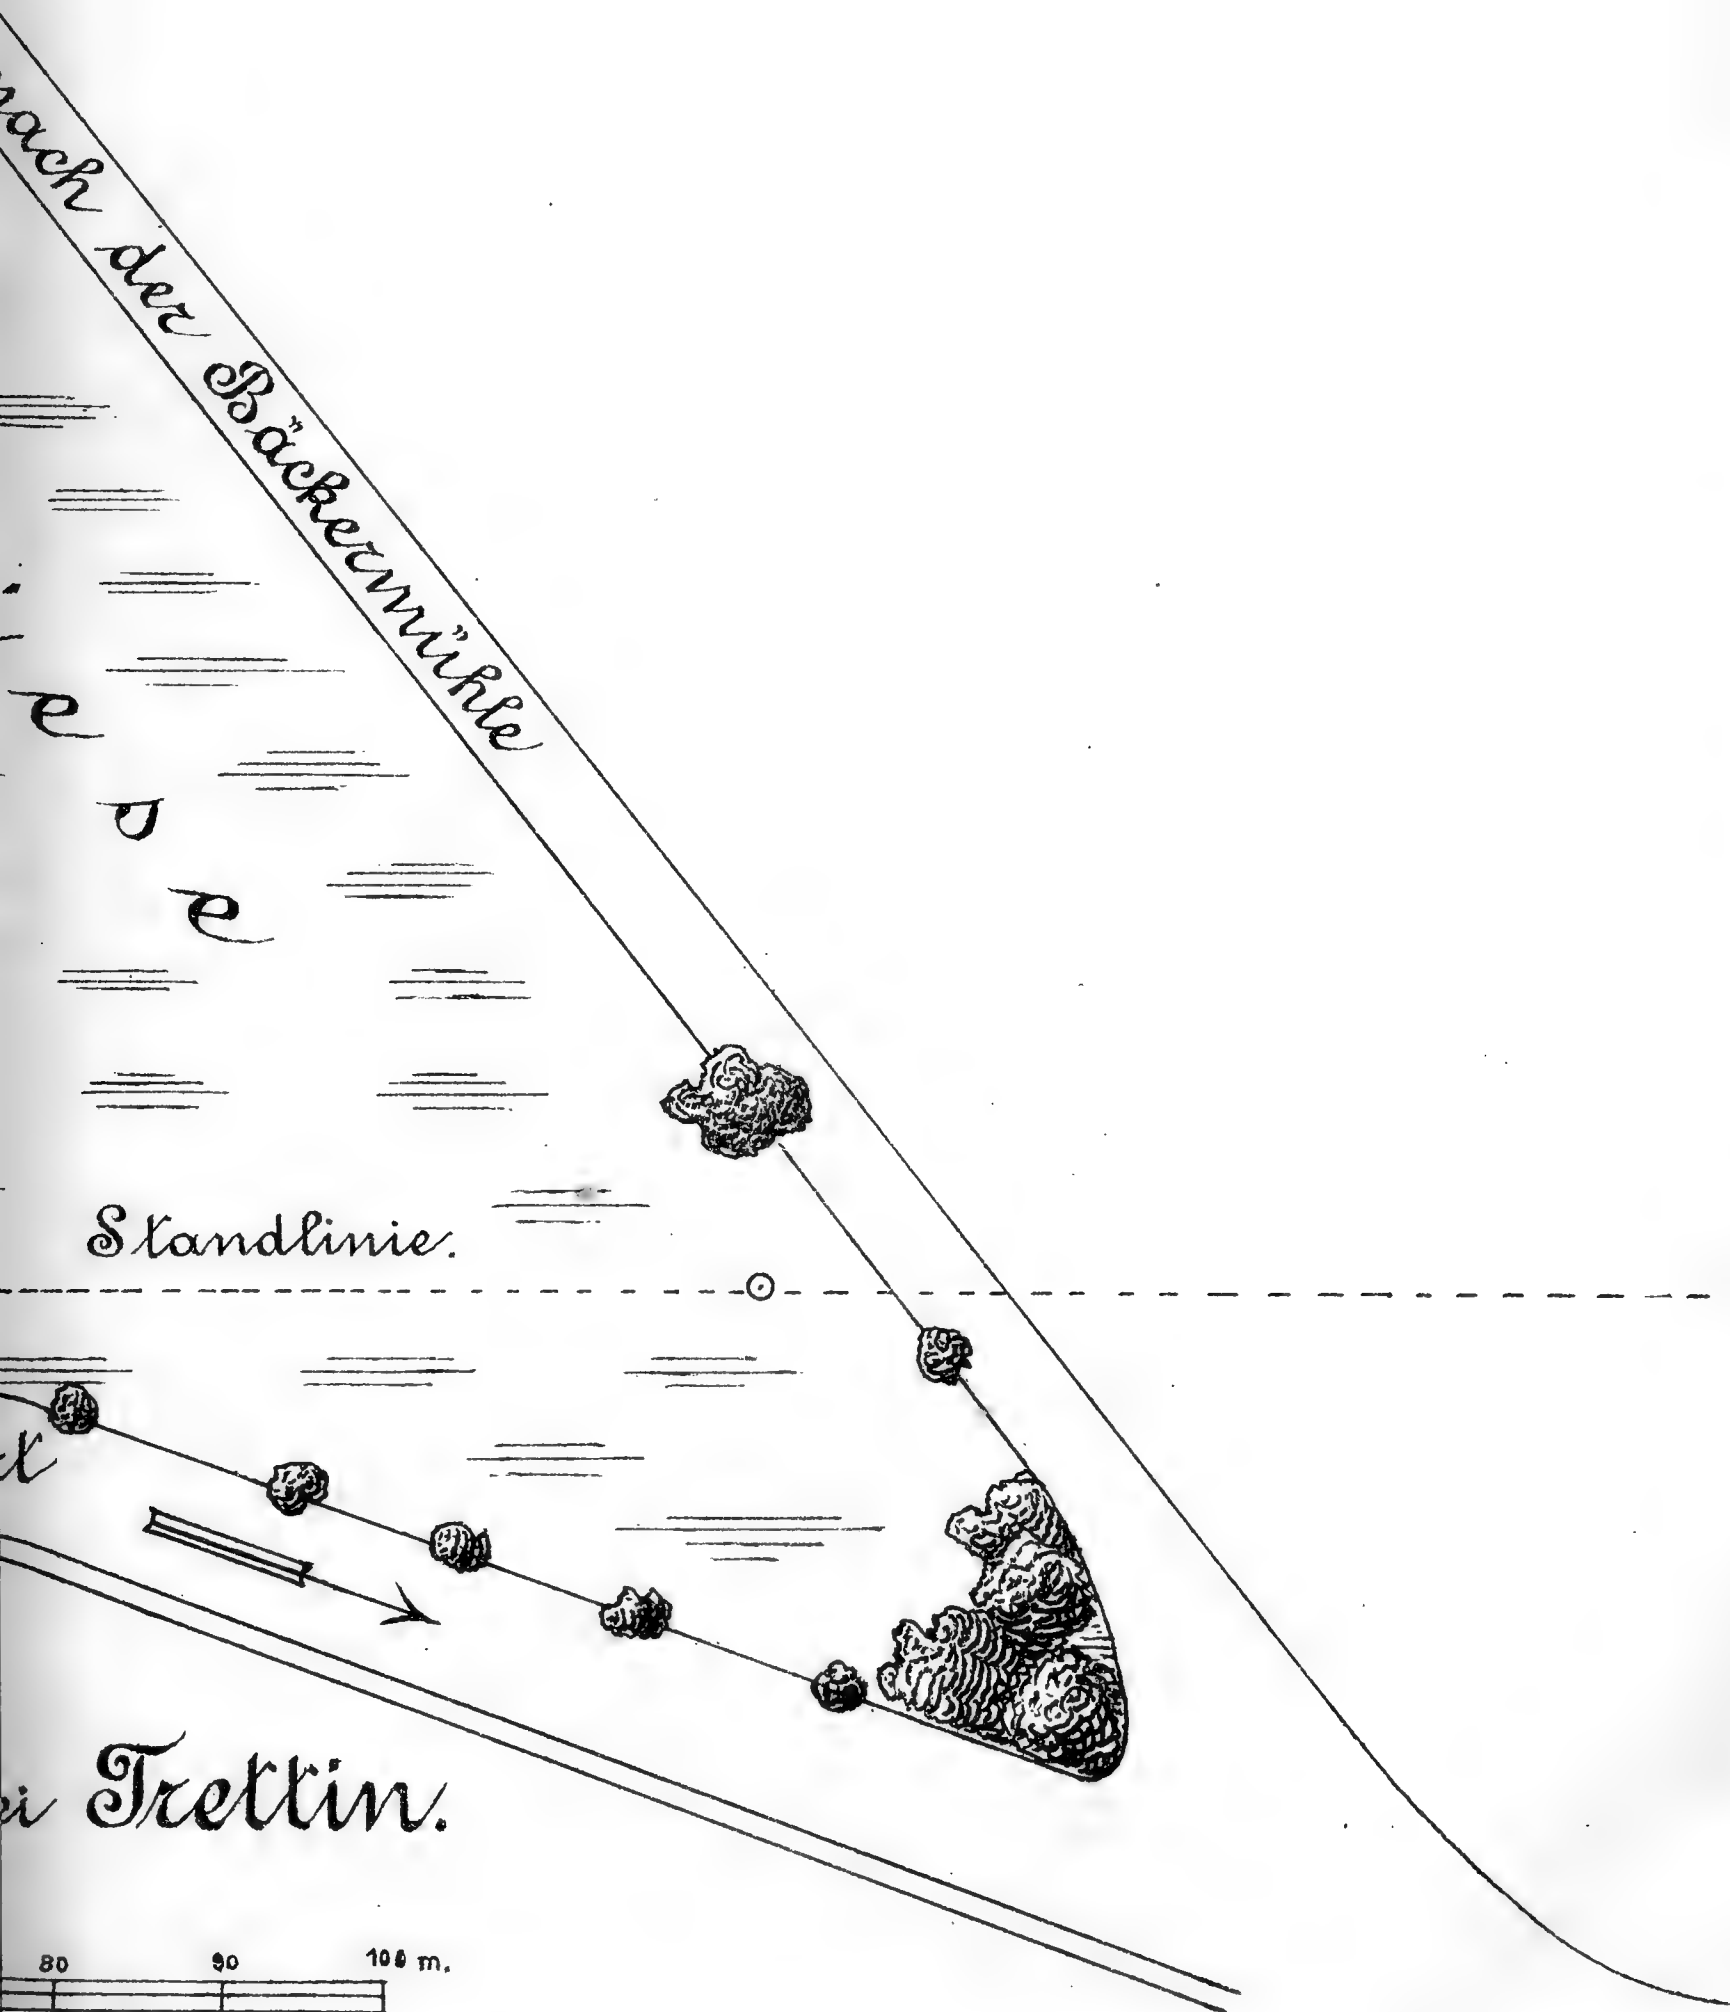 nach der Bäckermühle
e
s
e
Standlinie.
Trettin.
80 90 100 m.